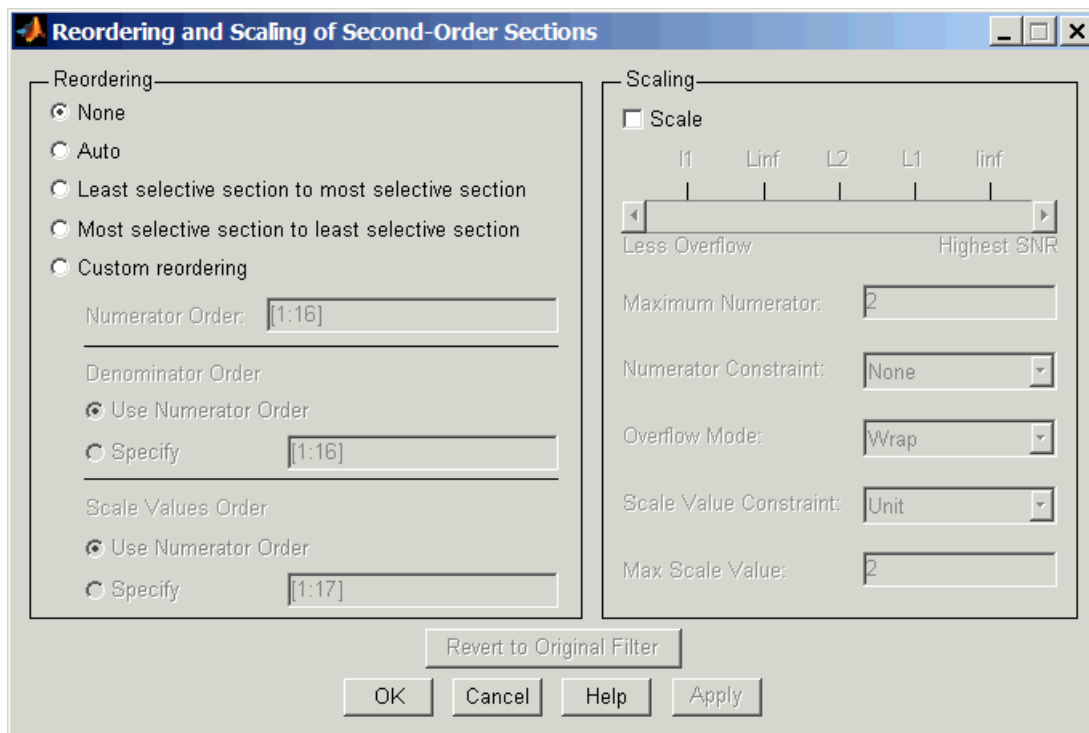 Reordering and Scaling of Second-Order Sections
Reordering
None
Auto
Least selective section to most selective section
Most selective section to least selective section
Custom reordering
Numerator Order: [1:16]
Denominator Order
Use Numerator Order
Specify [1:16]
Scale Values Order
Use Numerator Order
Specify [1:17]
Scaling
Scale
l1 Linf L2 L1 linf
Less Overflow Highest SNR
Maximum Numerator: 2
Numerator Constraint: None
Overflow Mode: Wrap
Scale Value Constraint: Unit
Max Scale Value: 2
Revert to Original Filter
OK Cancel Help Apply